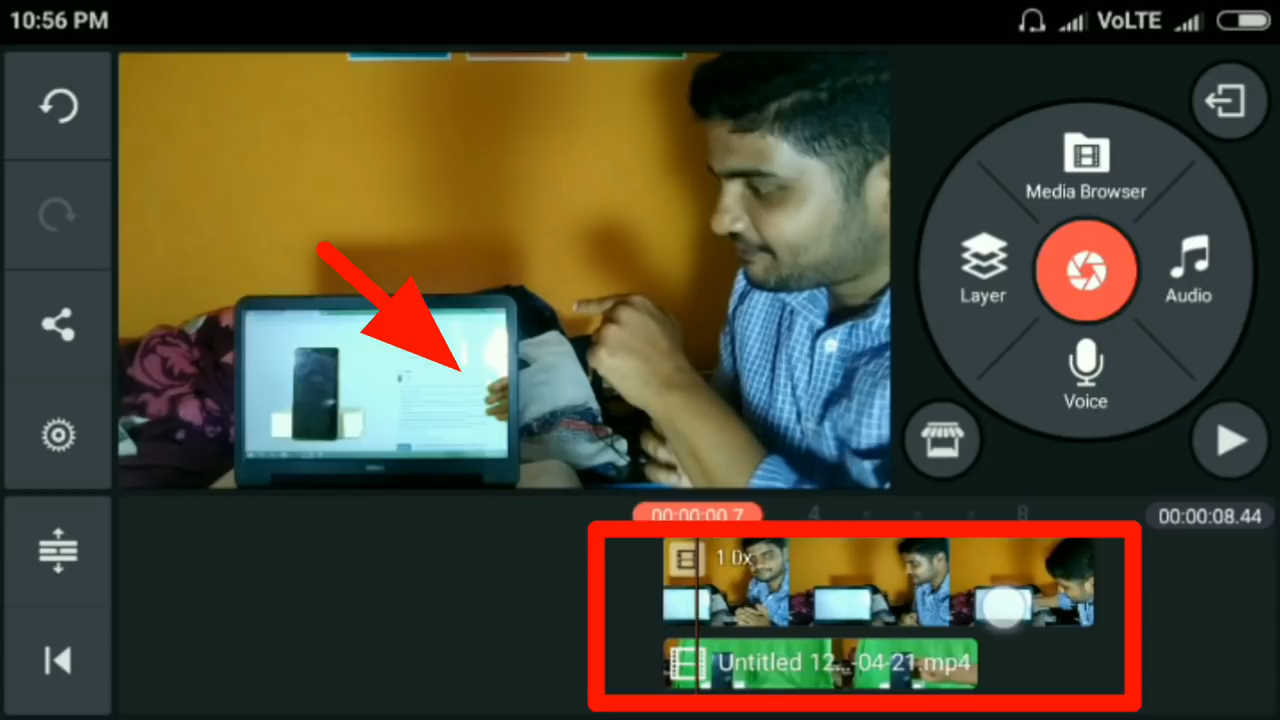 10:56 PM
VoLTE
Media Browser
Layer
Audio
Voice
00:00:00.7
4
8
00:00:08.44
1.0x
Untitled 12...-04-21.mp4
DELL